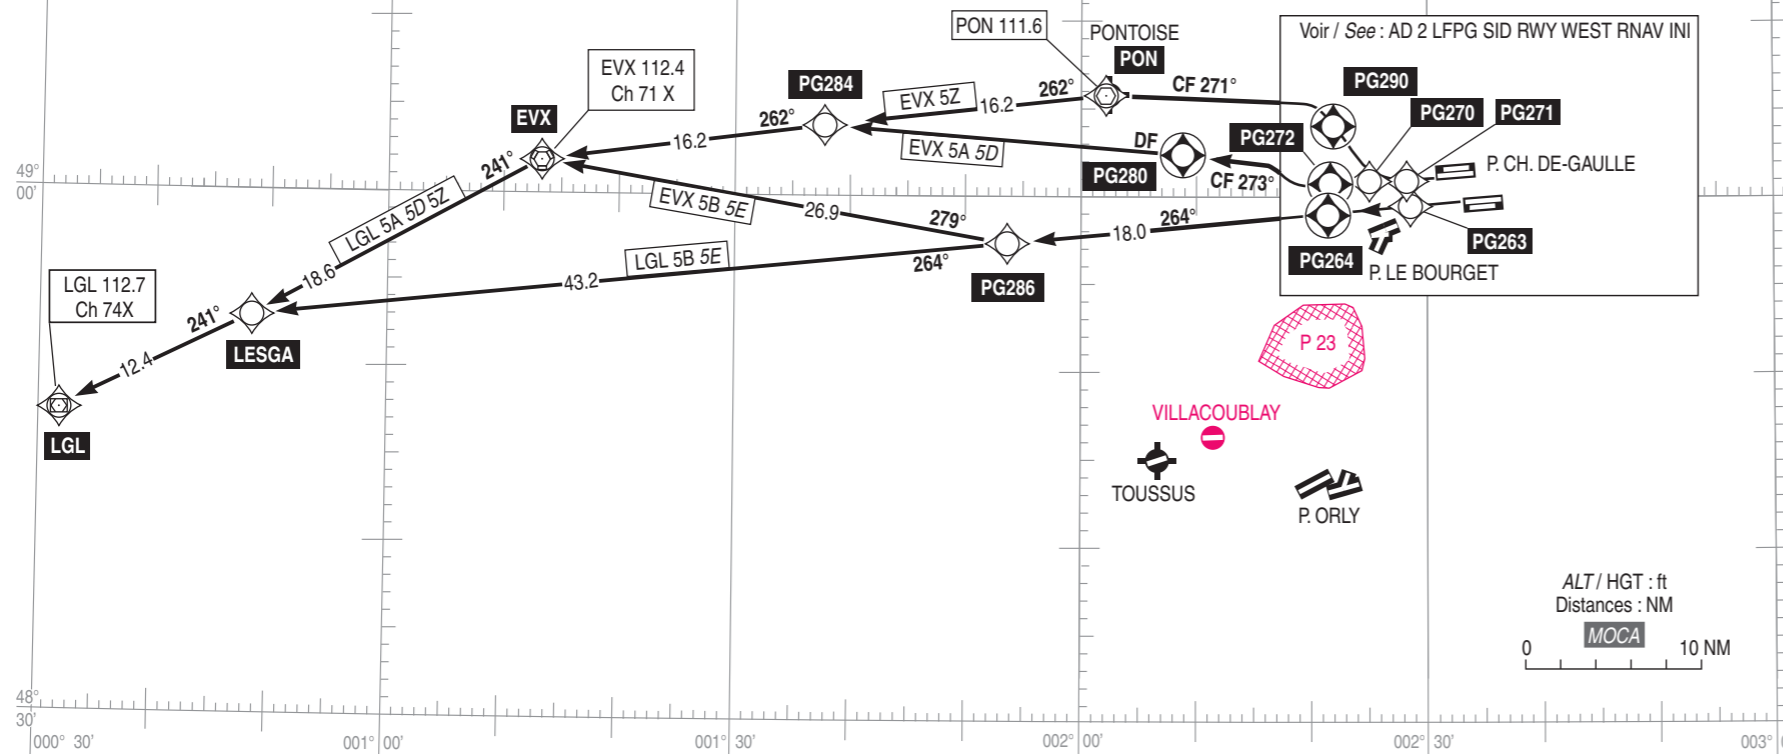 PON 111.6
PONTOISE
PON
Voir / See : AD 2 LFPG SID RWY WEST RNAV INI
EVX 112.4
Ch 71 X
PG284
EVX 5Z
262°
16.2
CF 271°
PG290
PG270
PG271
EVX
262°
16.2
EVX 5A 5D
DF
PG272
P. CH. DE-GAULLE
49°
00'
241°
PG280
CF 273°
LGL 5A 5D 5Z
EVX 5B 5E
26.9
279°
18.0
264°
PG264
PG263
P. LE BOURGET
LGL 112.7
Ch 74X
18.6
43.2
LGL 5B 5E
264°
PG286
241°
12.4
LESGA
P 23
LGL
VILLACOUBLAY
TOUSSUS
P. ORLY
ALT / HGT : ft
Distances : NM
MOCA
0
10 NM
48°
30'
000° 30'
001° 00'
001° 30'
002° 00'
002° 30'
003°